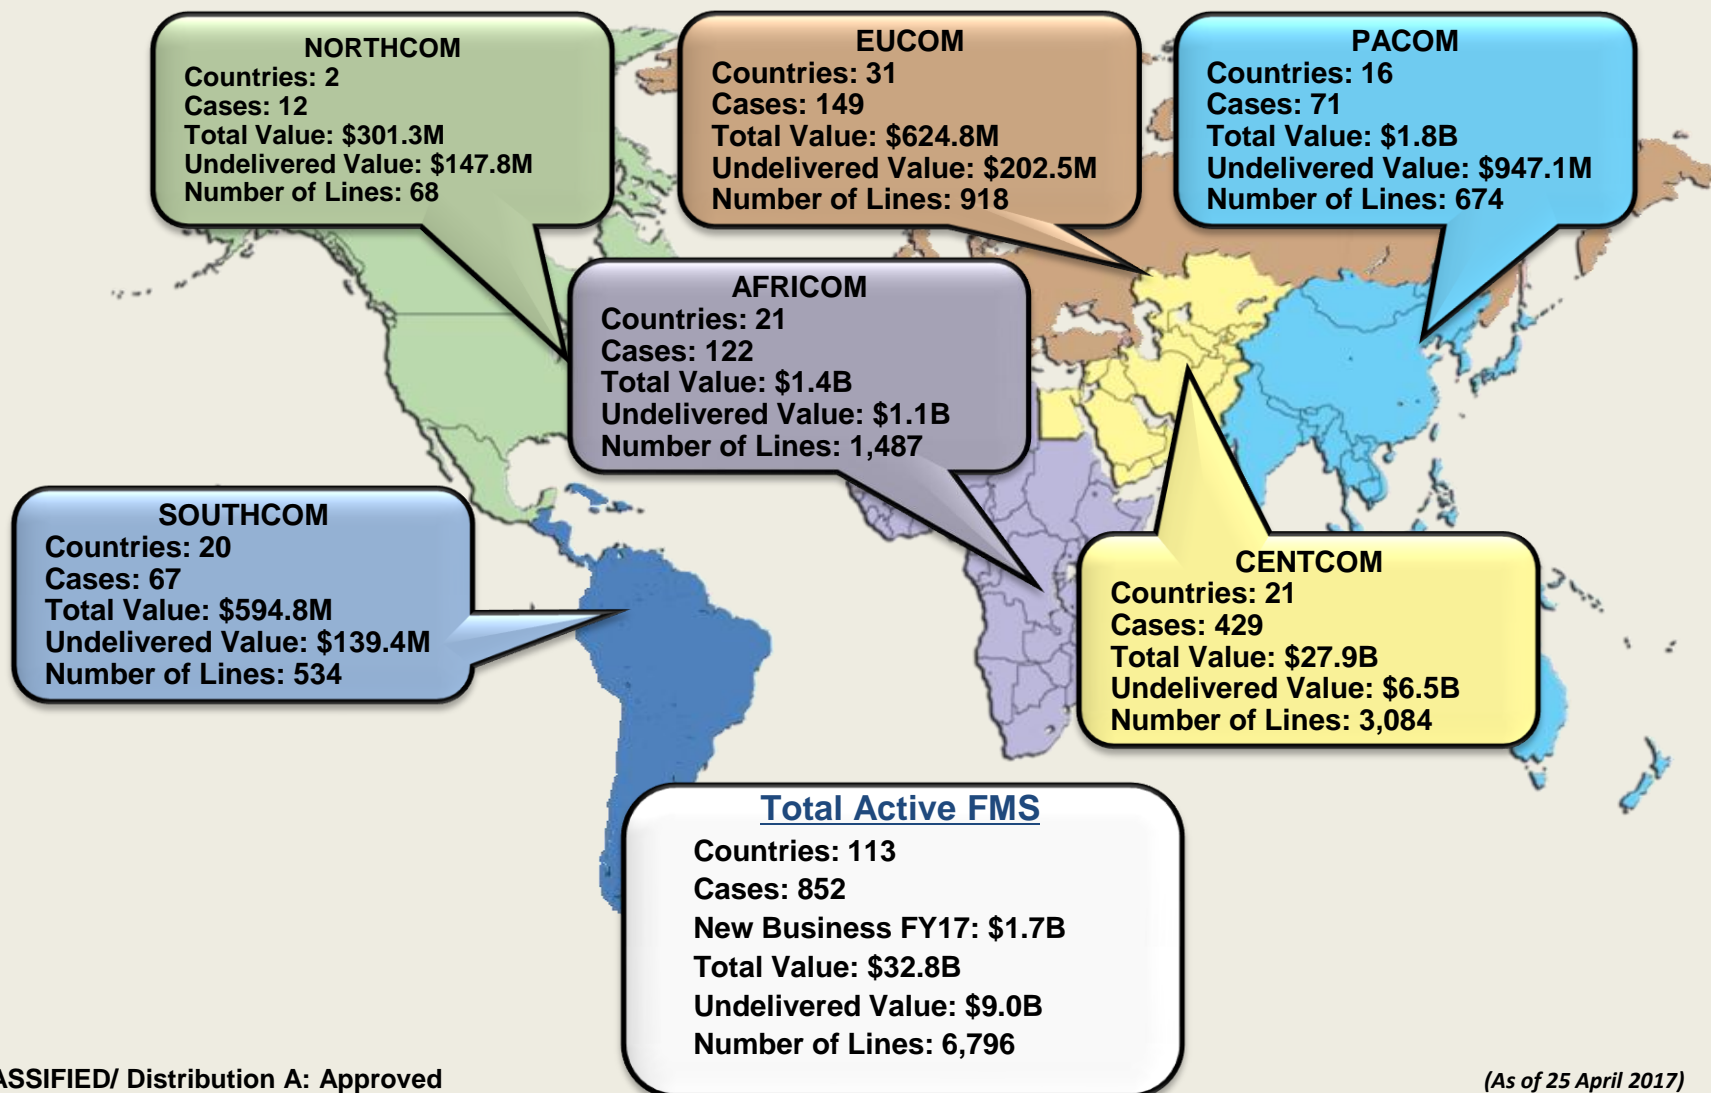 NORTHCOM
Countries: 2
Cases: 12
Total Value: $301.3M
Undelivered Value: $147.8M
Number of Lines: 68
EUCOM
Countries: 31
Cases: 149
Total Value: $624.8M
Undelivered Value: $202.5M
Number of Lines: 918
PACOM
Countries: 16
Cases: 71
Total Value: $1.8B
Undelivered Value: $947.1M
Number of Lines: 674
AFRICOM
Countries: 21
Cases: 122
Total Value: $1.4B
Undelivered Value: $1.1B
Number of Lines: 1,487
SOUTHCOM
Countries: 20
Cases: 67
Total Value: $594.8M
Undelivered Value: $139.4M
Number of Lines: 534
CENTCOM
Countries: 21
Cases: 429
Total Value: $27.9B
Undelivered Value: $6.5B
Number of Lines: 3,084
Total Active FMS
Countries: 113
Cases: 852
New Business FY17: $1.7B
Total Value: $32.8B
Undelivered Value: $9.0B
Number of Lines: 6,796
ASSIFIED/ Distribution A: Approved
(As of 25 April 2017)